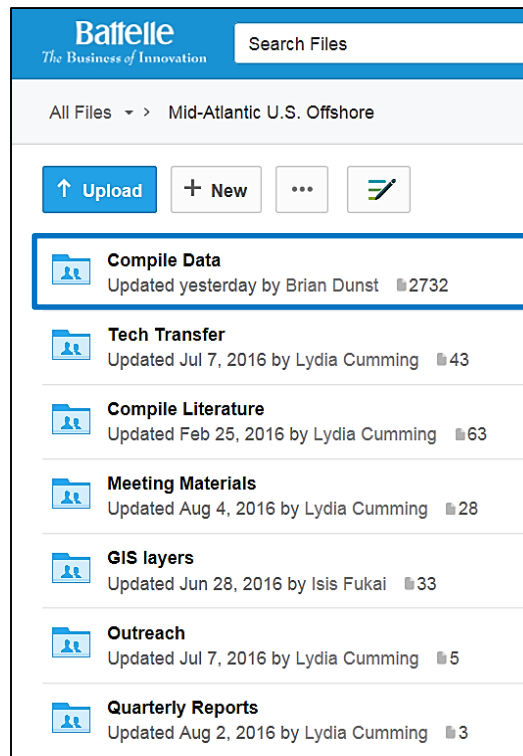 Battelle
The Business of Innovation
Search Files
All Files > Mid-Atlantic U.S. Offshore
Upload
+ New
•••
Compile Data
Updated yesterday by Brian Dunst 2732
Tech Transfer
Updated Jul 7, 2016 by Lydia Cumming 43
Compile Literature
Updated Feb 25, 2016 by Lydia Cumming 63
Meeting Materials
Updated Aug 4, 2016 by Lydia Cumming 28
GIS layers
Updated Jun 28, 2016 by Isis Fukai 33
Outreach
Updated Jul 7, 2016 by Lydia Cumming 5
Quarterly Reports
Updated Aug 2, 2016 by Lydia Cumming 3